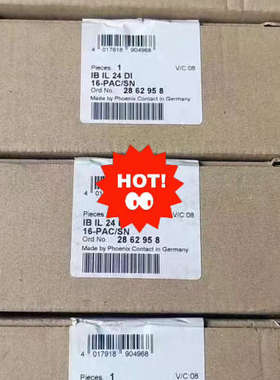 4 017918 904968
Pieces 1 V/C:08
IB IL 24 DI
16-PAC/SN
Ord No. 28 62 95 8
Made by Phoenix Contact in Germany
HOT!
Pieces V/C:08
IB IL 24
16-PAC/SN
Ord No. 28 62 95 8
Made by Phoenix Contact in Germany
4 017918 904968
Pieces 1 V/C:08